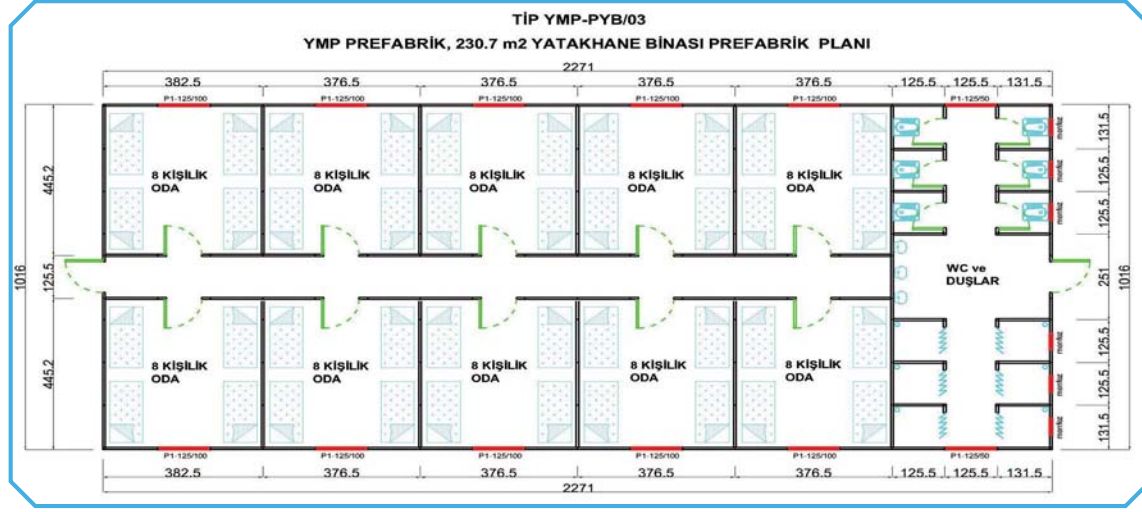 TİP YMP-PYB/03
YMP PREFABRİK, 230.7 m2 YATAKHANE BİNASI PREFABRİK PLANI
2271
382.5 376.5 376.5 376.5 376.5 125.5 125.5 131.5
P1-125/100 P1-125/100 P1-125/100 P1-125/100 P1-125/100 P1-125/50
8 KİŞİLİK ODA
8 KİŞİLİK ODA
8 KİŞİLİK ODA
8 KİŞİLİK ODA
8 KİŞİLİK ODA
menfez
menfez
menfez
131.5
125.5
125.5
445.2
1016
125.5
445.2
WC ve
DUŞLAR
251
1016
8 KİŞİLİK ODA
8 KİŞİLİK ODA
8 KİŞİLİK ODA
8 KİŞİLİK ODA
8 KİŞİLİK ODA
menfez
menfez
menfez
125.5
125.5
131.5
P1-125/100 P1-125/100 P1-125/100 P1-125/100 P1-125/100 P1-125/50
382.5 376.5 376.5 376.5 376.5 125.5 125.5 131.5
2271